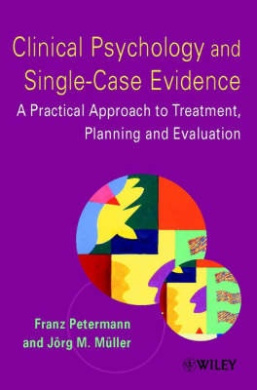 Clinical Psychology and
Single-Case Evidence
A Practical Approach to Treatment,
Planning and Evaluation
Franz Petermann
and Jörg M. Müller
WILEY